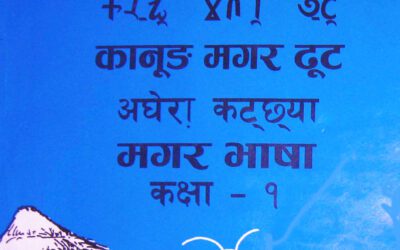 कानूङ मगर ढूट
अघेरा़ कट्छ्या
मगर भाषा
कक्षा - १